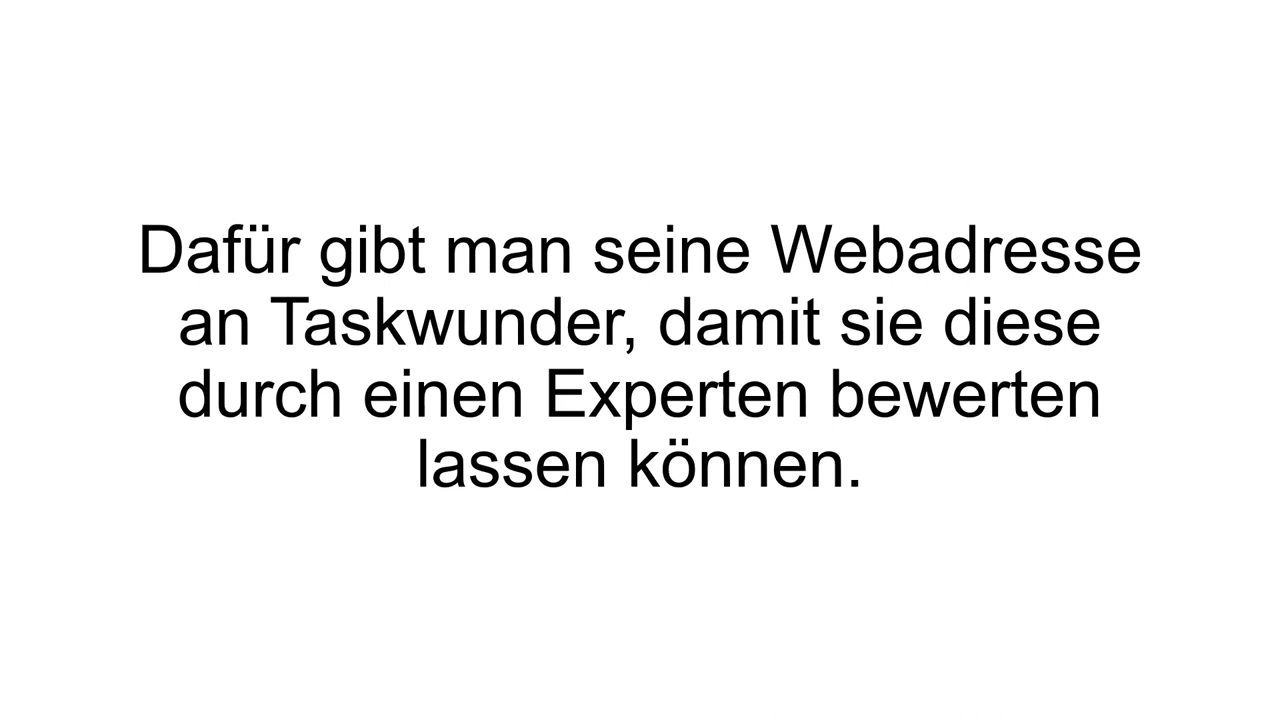 Dafür gibt man seine Webadresse
an Taskwunder, damit sie diese
durch einen Experten bewerten
lassen können.